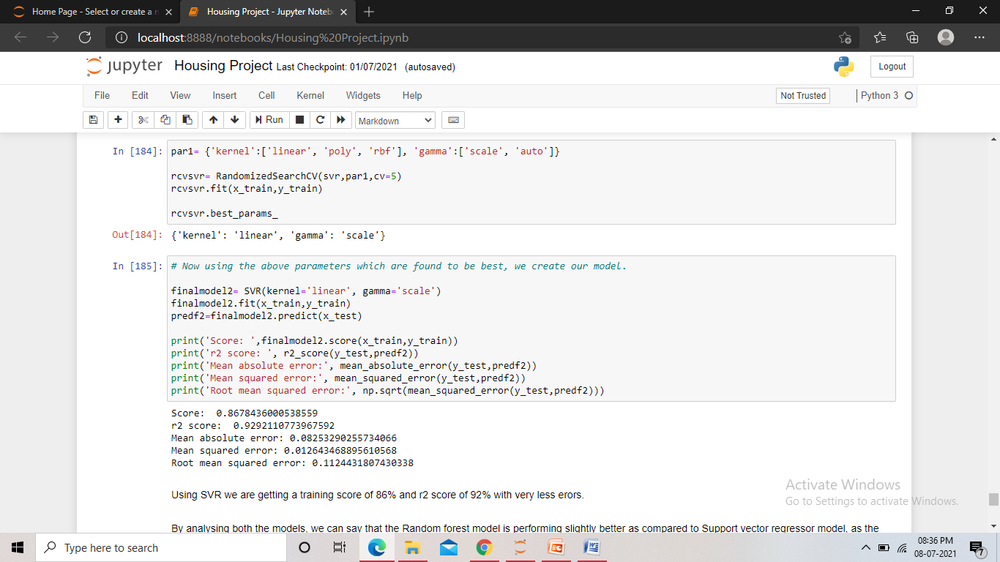 Home Page - Select or create a n
Housing Project - Jupyter Noteb
localhost:8888/notebooks/Housing%20Project.ipynb
jupyter Housing Project Last Checkpoint: 01/07/2021 (autosaved)
Logout
File Edit View Insert Cell Kernel Widgets Help
Not Trusted
Python 3
Run
Markdown
In [184]: par1= {'kernel':['linear', 'poly', 'rbf'], 'gamma':['scale', 'auto']}
rcvsvr= RandomizedSearchCV(svr,par1,cv=5)
rcvsvr.fit(x_train,y_train)
rcvsvr.best_params_
Out[184]: {'kernel': 'linear', 'gamma': 'scale'}
In [185]: # Now using the above parameters which are found to be best, we create our model.
finalmodel2= SVR(kernel='linear', gamma='scale')
finalmodel2.fit(x_train,y_train)
predf2=finalmodel2.predict(x_test)
print('Score: ',finalmodel2.score(x_train,y_train))
print('r2 score: ', r2_score(y_test,predf2))
print('Mean absolute error:', mean_absolute_error(y_test,predf2))
print('Mean squared error:', mean_squared_error(y_test,predf2))
print('Root mean squared error:', np.sqrt(mean_squared_error(y_test,predf2)))
Score:  0.8678436000538559
r2 score:  0.9292110773967592
Mean absolute error: 0.08253290255734066
Mean squared error: 0.012643468895610568
Root mean squared error: 0.1124431807430338
Using SVR we are getting a training score of 86% and r2 score of 92% with very less erors.
By analysing both the models, we can say that the Random forest model is performing slightly better as compared to Support vector regressor model, as the
Activate Windows
Go to Settings to activate Windows.
Type here to search
08:36 PM
08-07-2021
7